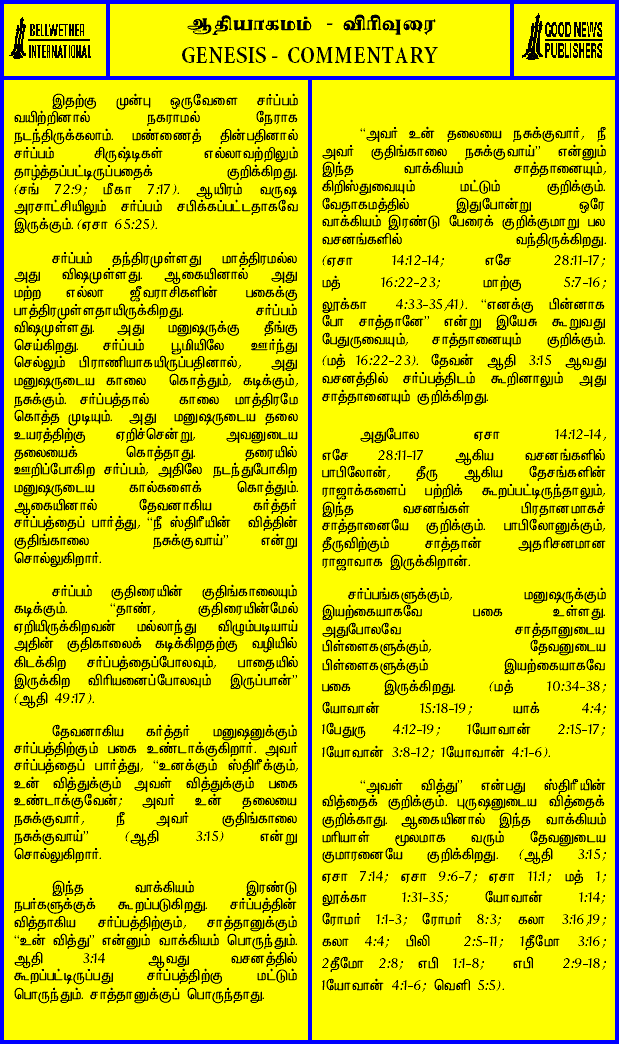 BELLWETHER
INTERNATIONAL
ஆதியாகமம் - விரிவுரை
GENESIS - COMMENTARY
GOOD NEWS
PUBLISHERS
இதற்கு முன்பு ஒருவேளை சர்ப்பம்
வயிற்றினால் நகராமல் நேராக
நடந்திருக்கலாம். மண்ணைத் தின்பதினால்
சர்ப்பம் சிருஷ்டிகள் எல்லாவற்றிலும்
தாழ்த்தப்பட்டிருப்பதைக் குறிக்கிறது.
(சங் 72:9; மீகா 7:17). ஆயிரம் வருஷ
அரசாட்சியிலும் சர்ப்பம் சபிக்கப்பட்டதாகவே
இருக்கும். (ஏசா 65:25).
சர்ப்பம் தந்திரமுள்ளது மாத்திரமல்ல
அது விஷமுள்ளது. ஆகையினால் அது
மற்ற எல்லா ஜீவராசிகளின் பகைக்கு
பாத்திரமுள்ளதாயிருக்கிறது. சர்ப்பம்
விஷமுள்ளது. அது மனுஷருக்கு தீங்கு
செய்கிறது. சர்ப்பம் பூமியிலே ஊர்ந்து
செல்லும் பிராணியாகயிருப்பதினால், அது
மனுஷருடைய காலை கொத்தும், கடிக்கும்,
நசுக்கும். சர்ப்பத்தால் காலை மாத்திரமே
கொத்த முடியும். அது மனுஷருடைய தலை
உயரத்திற்கு ஏறிச்சென்று, அவனுடைய
தலையைக் கொத்தாது. தரையில்
ஊறிப்போகிற சர்ப்பம், அதிலே நடந்துபோகிற
மனுஷருடைய கால்களைக் கொத்தும்.
ஆகையினால் தேவனாகிய கர்த்தர்
சர்ப்பத்தைப் பார்த்து, “நீ ஸ்திரீயின் வித்தின்
குதிங்காலை நசுக்குவாய்” என்று
சொல்லுகிறார்.
சர்ப்பம் குதிரையின் குதிங்காலையும்
கடிக்கும். “தாண், குதிரையின்மேல்
ஏறியிருக்கிறவன் மல்லாந்து விழும்படியாய்
அதின் குதிகாலைக் கடிக்கிறதற்கு வழியில்
கிடக்கிற சர்ப்பத்தைப்போலவும், பாதையில்
இருக்கிற விரியனைப்போலவும் இருப்பான்”
(ஆதி 49:17).
தேவனாகிய கர்த்தர் மனுஷனுக்கும்
சர்ப்பத்திற்கும் பகை உண்டாக்குகிறார். அவர்
சர்ப்பத்தைப் பார்த்து, “உனக்கும் ஸ்திரீக்கும்,
உன் வித்துக்கும் அவள் வித்துக்கும் பகை
உண்டாக்குவேன்; அவர் உன் தலையை
நசுக்குவார், நீ அவர் குதிங்காலை
நசுக்குவாய்” (ஆதி 3:15) என்று
சொல்லுகிறார்.
இந்த வாக்கியம் இரண்டு
நபர்களுக்குக் கூறப்படுகிறது. சர்ப்பத்தின்
வித்தாகிய சர்ப்பத்திற்கும், சாத்தானுக்கும்
“உன் வித்து” என்னும் வாக்கியம் பொருந்தும்.
ஆதி 3:14 ஆவது வசனத்தில்
கூறப்பட்டிருப்பது சர்ப்பத்திற்கு மட்டும்
பொருந்தும். சாத்தானுக்குப் பொருந்தாது.
“அவர் உன் தலையை நசுக்குவார், நீ
அவர் குதிங்காலை நசுக்குவாய்” என்னும்
இந்த வாக்கியம் சாத்தானையும்,
கிறிஸ்துவையும் மட்டும் குறிக்கும்.
வேதாகமத்தில் இதுபோன்று ஒரே
வாக்கியம் இரண்டு பேரைக் குறிக்குமாறு பல
வசனங்களில் வந்திருக்கிறது.
(ஏசா 14:12-14; எசே 28:11-17;
மத் 16:22-23; மாற்கு 5:7-16;
லூக்கா 4:33-35,41). “எனக்கு பின்னாக
போ சாத்தானே” என்று இயேசு கூறுவது
பேதுருவையும், சாத்தானையும் குறிக்கும்.
(மத் 16:22-23). தேவன் ஆதி 3:15 ஆவது
வசனத்தில் சர்ப்பத்திடம் கூறினாலும் அது
சாத்தானையும் குறிக்கிறது.
அதுபோல ஏசா 14:12-14,
எசே 28:11-17 ஆகிய வசனங்களில்
பாபிலோன், தீரு ஆகிய தேசங்களின்
ராஜாக்களைப் பற்றிக் கூறப்பட்டிருந்தாலும்,
இந்த வசனங்கள் பிரதானமாகச்
சாத்தானையே குறிக்கும். பாபிலோனுக்கும்,
தீருவிற்கும் சாத்தான் அதரிசனமான
ராஜாவாக இருக்கிறான்.
சர்ப்பங்களுக்கும், மனுஷருக்கும்
இயற்கையாகவே பகை உள்ளது.
அதுபோலவே சாத்தானுடைய
பிள்ளைகளுக்கும், தேவனுடைய
பிள்ளைகளுக்கும் இயற்கையாகவே
பகை இருக்கிறது. (மத் 10:34-38;
யோவான் 15:18-19; யாக் 4:4;
1பேதுரு 4:12-19; 1யோவான் 2:15-17;
1யோவான் 3:8-12; 1யோவான் 4:1-6).
“அவள் வித்து” என்பது ஸ்திரீயின்
வித்தைக் குறிக்கும். புருஷனுடைய வித்தைக்
குறிக்காது. ஆகையினால் இந்த வாக்கியம்
மரியாள் மூலமாக வரும் தேவனுடைய
குமாரனையே குறிக்கிறது. (ஆதி 3:15;
ஏசா 7:14; ஏசா 9:6-7; ஏசா 11:1; மத் 1;
லூக்கா 1:31-35; யோவான் 1:14;
ரோமர் 1:1-3; ரோமர் 8:3; கலா 3:16,19;
கலா 4:4; பிலி 2:5-11; 1தீமோ 3:16;
2தீமோ 2:8; எபி 1:1-8; எபி 2:9-18;
1யோவான் 4:1-6; வெளி 5:5).